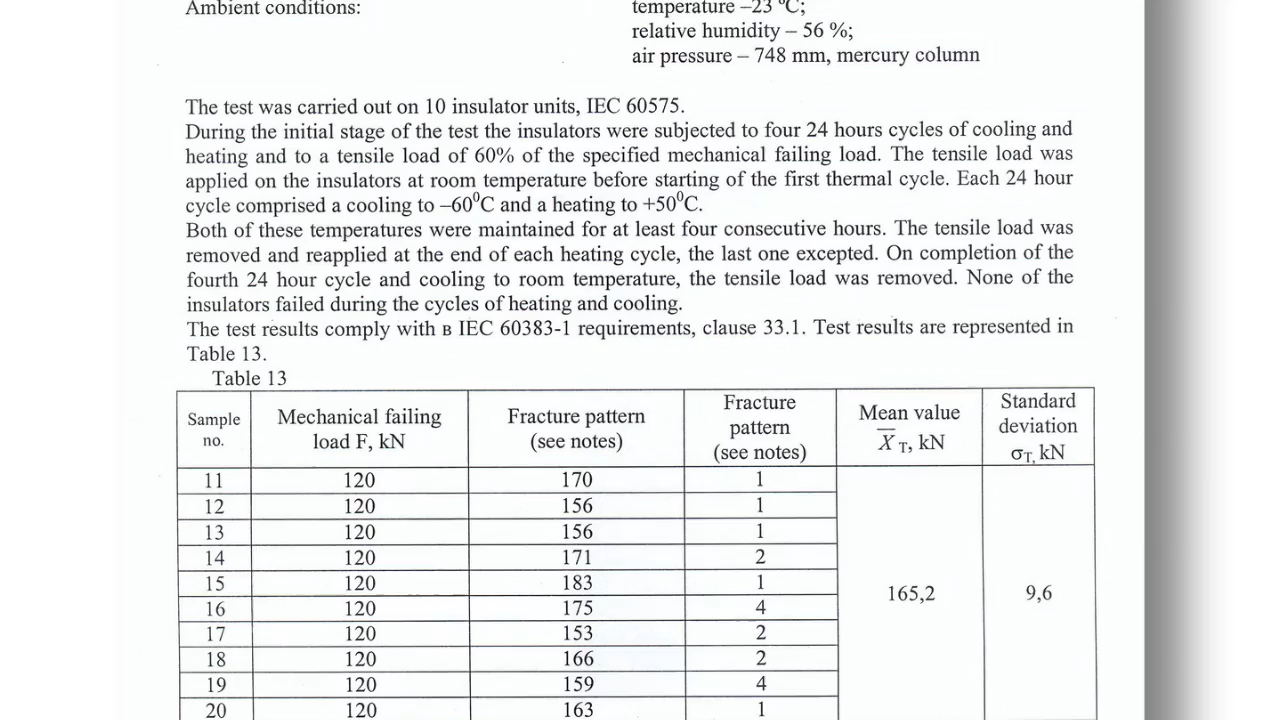 Ambient conditions: temperature –23 ⁰C;
relative humidity – 56 %;
air pressure – 748 mm, mercury column
The test was carried out on 10 insulator units, IEC 60575.
During the initial stage of the test the insulators were subjected to four 24 hours cycles of cooling and
heating and to a tensile load of 60% of the specified mechanical failing load. The tensile load was
applied on the insulators at room temperature before starting of the first thermal cycle. Each 24 hour
cycle comprised a cooling to –60⁰C and a heating to +50⁰C.
Both of these temperatures were maintained for at least four consecutive hours. The tensile load was
removed and reapplied at the end of each heating cycle, the last one excepted. On completion of the
fourth 24 hour cycle and cooling to room temperature, the tensile load was removed. None of the
insulators failed during the cycles of heating and cooling.
The test results comply with в IEC 60383-1 requirements, clause 33.1. Test results are represented in
Table 13.
Table 13
Sample no. Mechanical failing load F, kN Fracture pattern (see notes) Fracture pattern (see notes) Mean value X̅ T, kN Standard deviation σT, kN
11 120 170 1
12 120 156 1
13 120 156 1
14 120 171 2
15 120 183 1
165,2 9,6
16 120 175 4
17 120 153 2
18 120 166 2
19 120 159 4
20 120 163 1